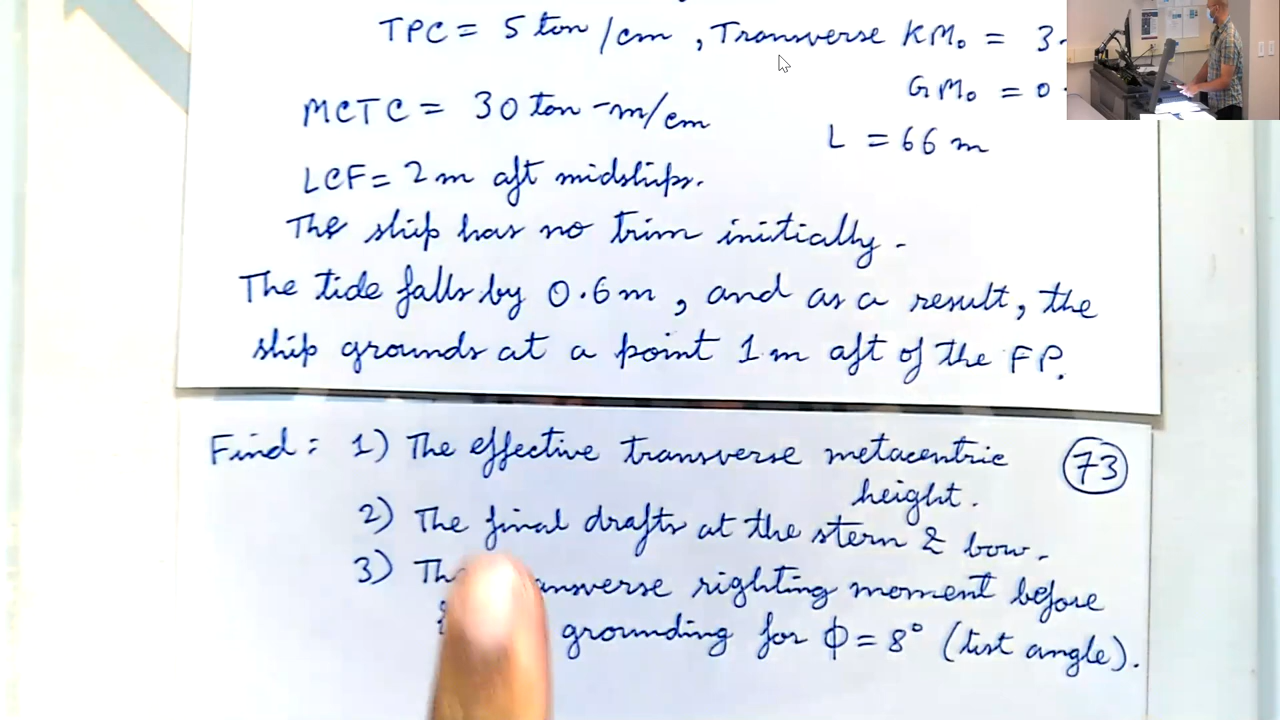 TPC = 5 ton/cm, Transverse KM₀ = 3
GM₀ = 0
MCTC = 30 ton-m/cm
L = 66 m
LCF = 2m aft midships.
The ship has no trim initially.
The tide falls by 0.6m, and as a result, the
ship grounds at a point 1 m aft of the FP.
Find: 1) The effective transverse metacentric
height.
73
2) The final drafts at the stern & bow.
3) The transverse righting moment before
grounding for ϕ = 8° (list angle).